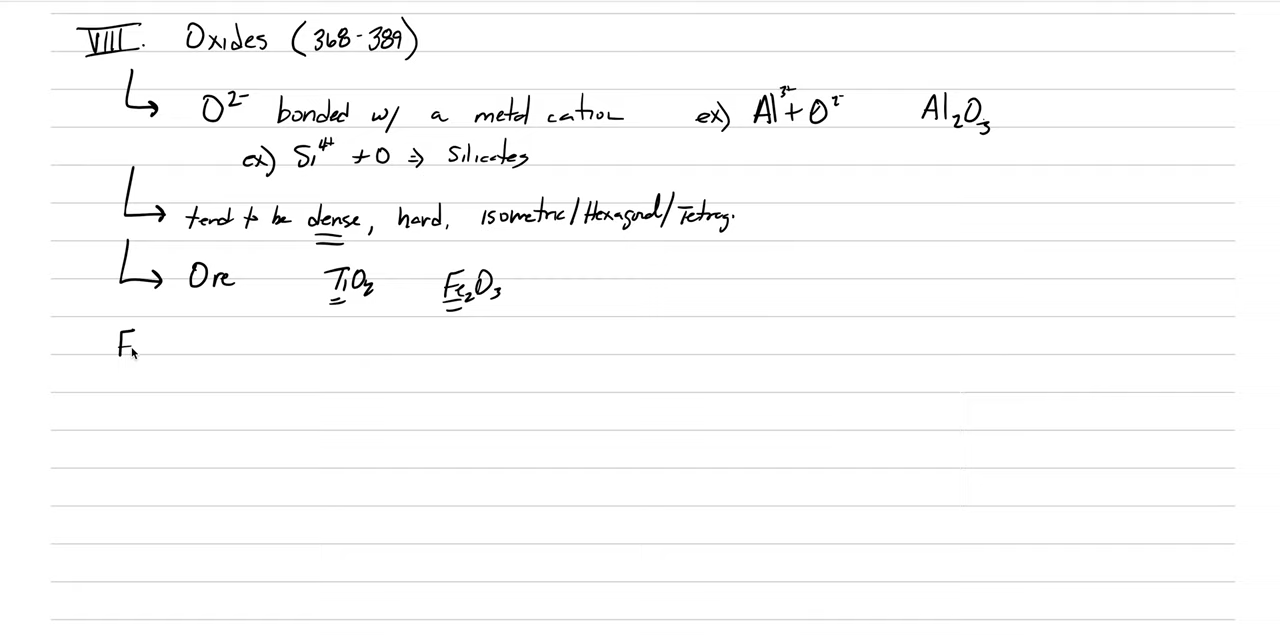 VIII. Oxides (368-389)
O²⁻ bonded w/ a metal cation ex) Al³⁺ + O²⁻ Al₂O₃
ex) Si⁴⁺ + O ⇒ Silicates
tend to be dense, hard, Isometric/Hexagonal/Tetrag.
Ore TiO₂ Fe₂O₃
F